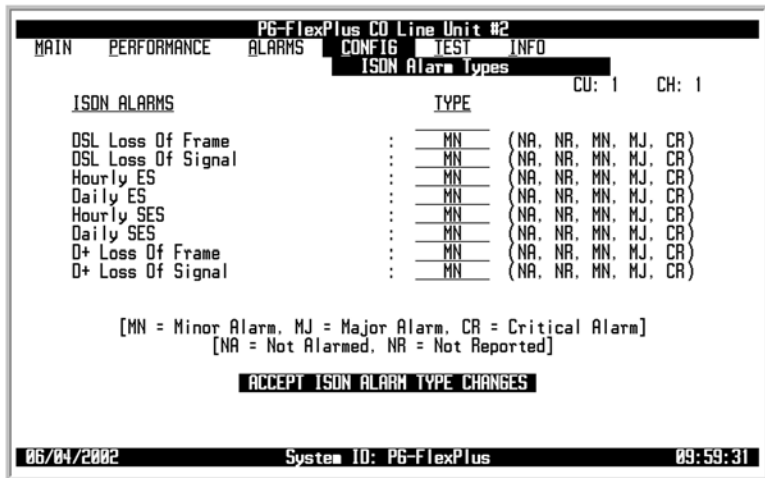 PG-FlexPlus CO Line Unit #2
MAIN PERFORMANCE ALARMS CONFIG TEST INFO
ISDN Alarm Types
CU: 1 CH: 1
ISDN ALARMS TYPE
DSL Loss Of Frame : MN (NA, NR, MN, MJ, CR)
DSL Loss Of Signal : MN (NA, NR, MN, MJ, CR)
Hourly ES : MN (NA, NR, MN, MJ, CR)
Daily ES : MN (NA, NR, MN, MJ, CR)
Hourly SES : MN (NA, NR, MN, MJ, CR)
Daily SES : MN (NA, NR, MN, MJ, CR)
D+ Loss Of Frame : MN (NA, NR, MN, MJ, CR)
D+ Loss Of Signal : MN (NA, NR, MN, MJ, CR)
[MN = Minor Alarm, MJ = Major Alarm, CR = Critical Alarm]
[NA = Not Alarmed, NR = Not Reported]
ACCEPT ISDN ALARM TYPE CHANGES
06/04/2002 System ID: PG-FlexPlus 09:59:31